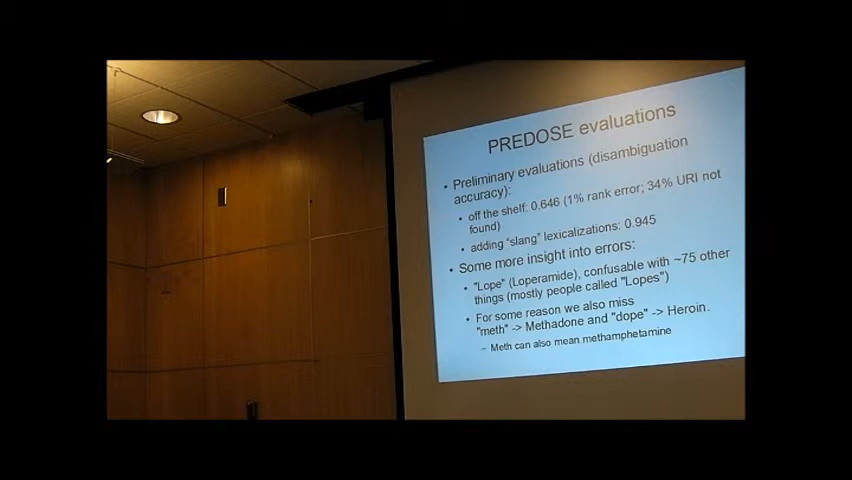 PREDOSE evaluations
• Preliminary evaluations (disambiguation
accuracy):
• off the shelf: 0.646 (1% rank error; 34% URI not
found)
• adding “slang” lexicalizations: 0.945
• Some more insight into errors:
• "Lope" (Loperamide), confusable with ~75 other
things (mostly people called "Lopes")
• For some reason we also miss
"meth" -> Methadone and "dope" -> Heroin.
– Meth can also mean methamphetamine